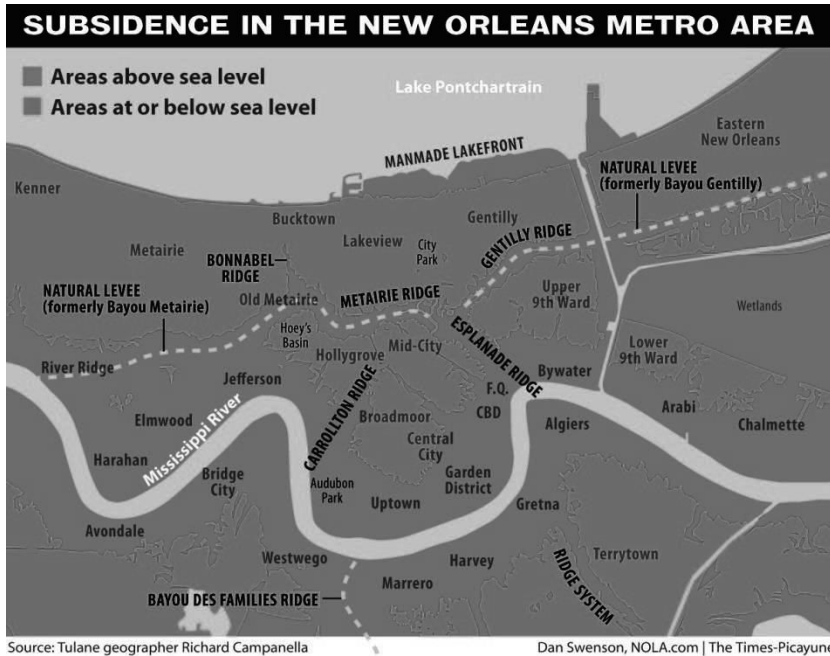 SUBSIDENCE IN THE NEW ORLEANS METRO AREA
Areas above sea level
Areas at or below sea level
Lake Pontchartrain
Eastern
New Orleans
MANMADE LAKEFRONT
NATURAL LEVEE
(formerly Bayou Gentilly)
Kenner
Bucktown
Gentilly
GENTILLY RIDGE
Metairie
Lakeview
City
Park
BONNABEL
RIDGE
NATURAL LEVEE
(formerly Bayou Metairie)
Old Metairie
METAIRIE RIDGE
Upper
9th Ward
Wetlands
Hoey's
Basin
Hollygrove
Mid-City
ESPLANADE RIDGE
Lower
9th Ward
River Ridge
Jefferson
CARROLLTON RIDGE
Bywater
F.Q.
CBD
Elmwood
Mississippi River
Broadmoor
Algiers
Arabi
Chalmette
Harahan
Bridge
City
Central
City
Audubon
Park
Garden
District
Uptown
Gretna
Avondale
Westwego
Harvey
Terrytown
RIDGE SYSTEM
Marrero
BAYOU DES FAMILIES RIDGE
Source: Tulane geographer Richard Campanella
Dan Swenson, NOLA.com | The Times-Picayune